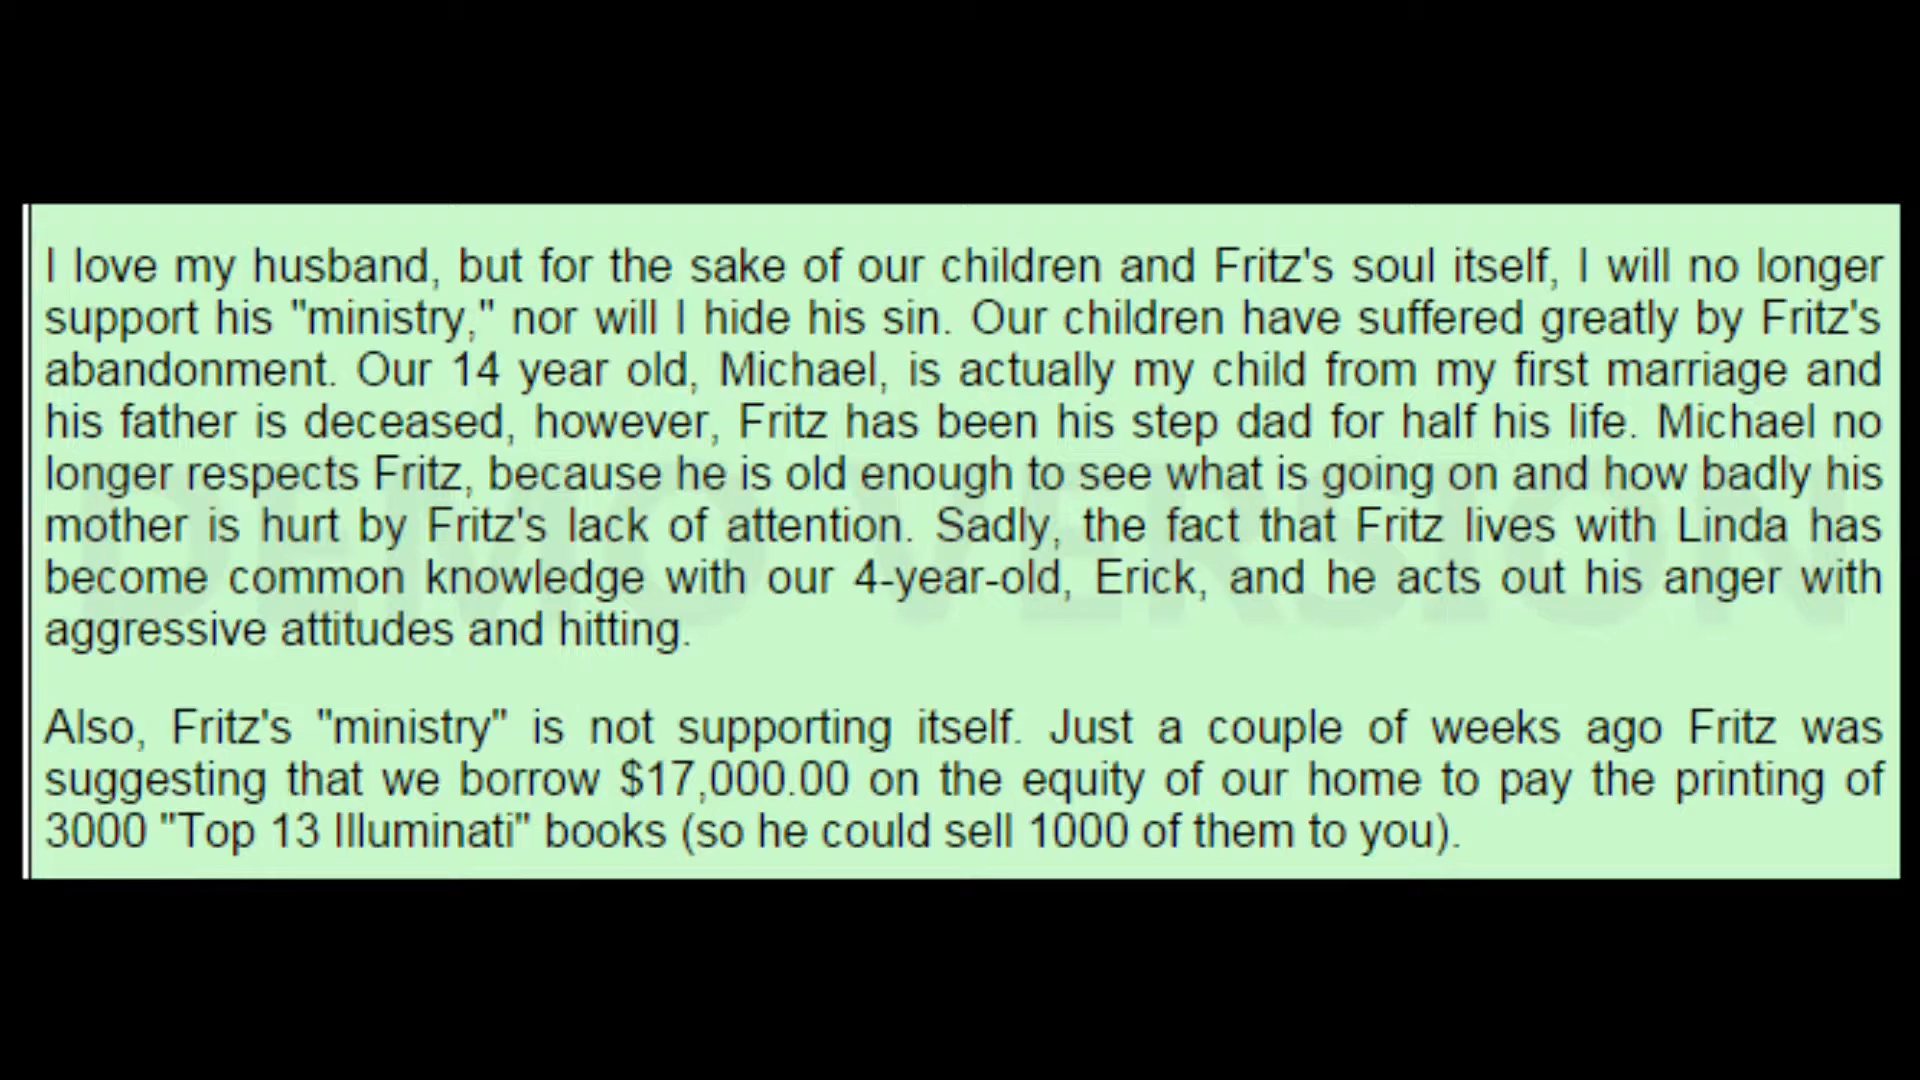 I love my husband, but for the sake of our children and Fritz's soul itself, I will no longer
support his "ministry," nor will I hide his sin. Our children have suffered greatly by Fritz's
abandonment. Our 14 year old, Michael, is actually my child from my first marriage and
his father is deceased, however, Fritz has been his step dad for half his life. Michael no
longer respects Fritz, because he is old enough to see what is going on and how badly his
mother is hurt by Fritz's lack of attention. Sadly, the fact that Fritz lives with Linda has
become common knowledge with our 4-year-old, Erick, and he acts out his anger with
aggressive attitudes and hitting.
Also, Fritz's "ministry" is not supporting itself. Just a couple of weeks ago Fritz was
suggesting that we borrow $17,000.00 on the equity of our home to pay the printing of
3000 "Top 13 Illuminati" books (so he could sell 1000 of them to you).
DEMO VERSION